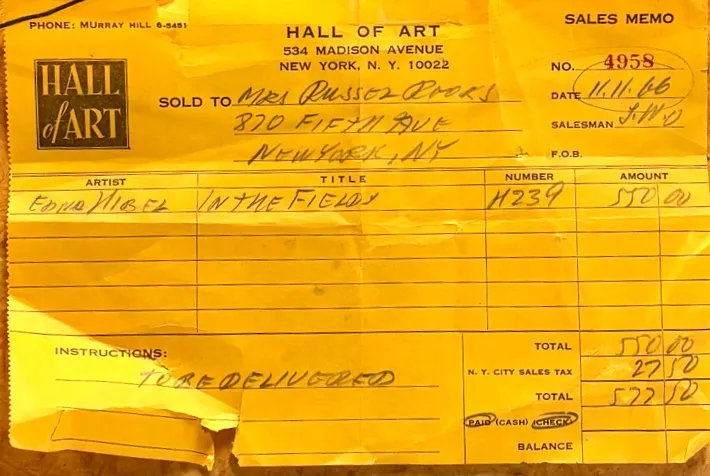 PHONE: MURRAY HILL 8-5451
HALL OF ART
534 MADISON AVENUE
NEW YORK, N. Y. 10022
SALES MEMO
NO. 4958
DATE 11.11.66
SALESMAN J.W.D
F.O.B.
HALL
of ART
SOLD TO MRS RUSSEL ROOKS
870 FIFTH AVE
NEW YORK, NY
ARTIST TITLE NUMBER AMOUNT
EDNA HIBEL IN THE FIELDS H239 550 00
INSTRUCTIONS:
TO BE DELIVERED
TOTAL 550 00
N. Y. CITY SALES TAX 27 50
TOTAL 577 50
PAID (CASH) (CHECK)
BALANCE